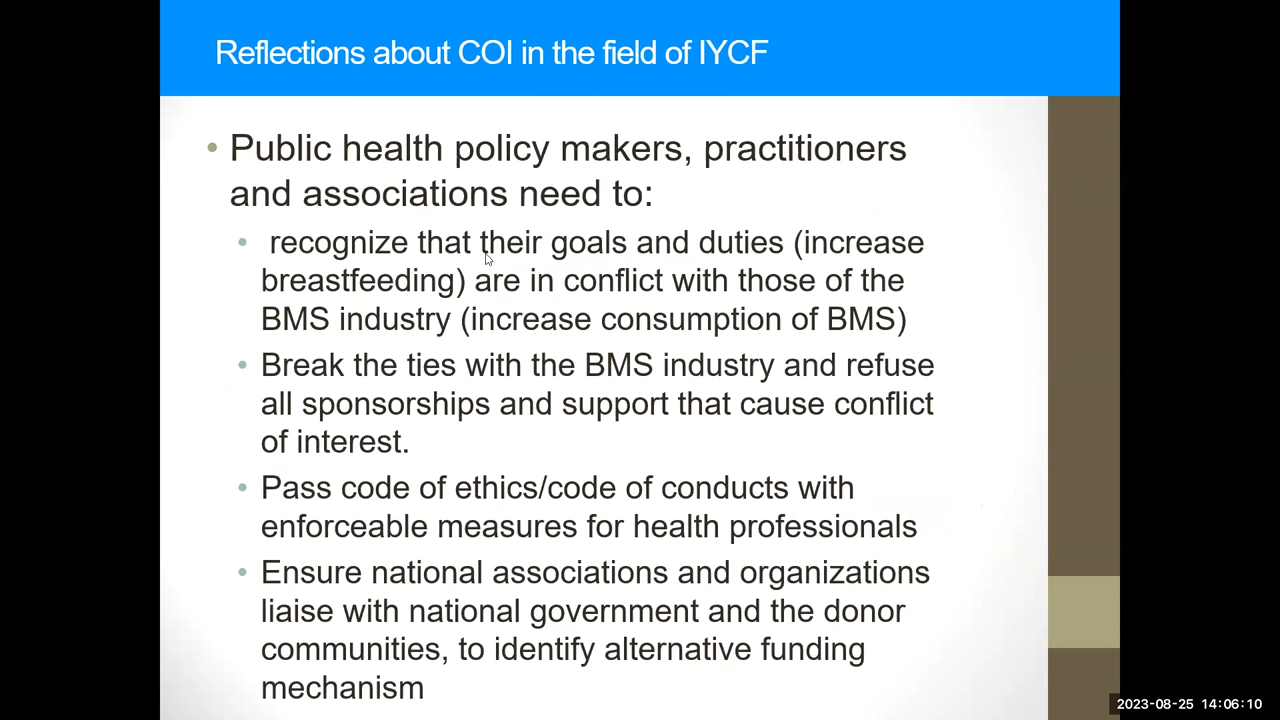 Reflections about COI in the field of IYCF
• Public health policy makers, practitioners
and associations need to:
• recognize that their goals and duties (increase
breastfeeding) are in conflict with those of the
BMS industry (increase consumption of BMS)
• Break the ties with the BMS industry and refuse
all sponsorships and support that cause conflict
of interest.
• Pass code of ethics/code of conducts with
enforceable measures for health professionals
• Ensure national associations and organizations
liaise with national government and the donor
communities, to identify alternative funding
mechanism
2023-08-25 14:06:10